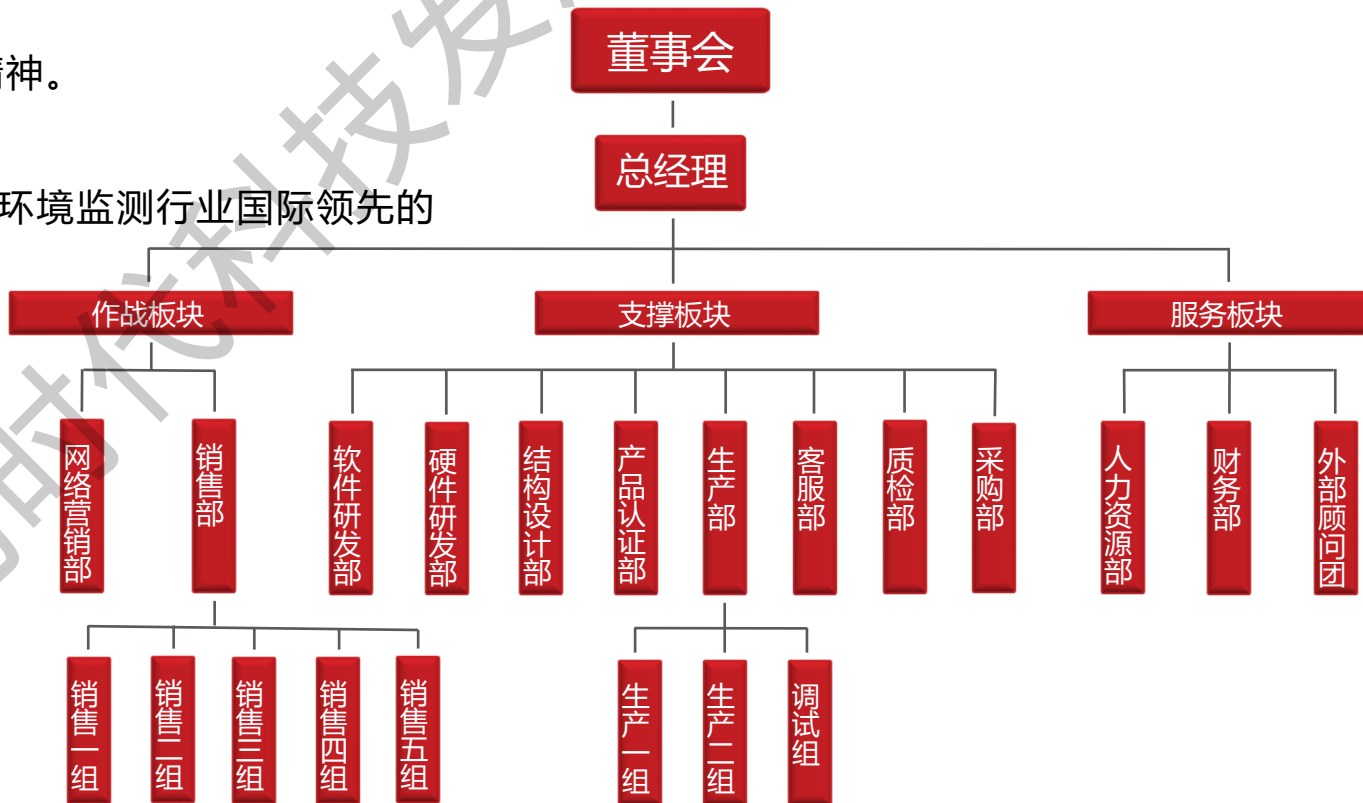 董事会
精神。
总经理
环境监测行业国际领先的
作战板块
支撑板块
服务板块
网络营销部
销售部
软件研发部
硬件研发部
结构设计部
产品认证部
生产部
客服部
质检部
采购部
人力资源部
财务部
外部顾问团
销售一组
销售二组
销售三组
销售四组
销售五组
生产一组
生产二组
调试组
时代科技发